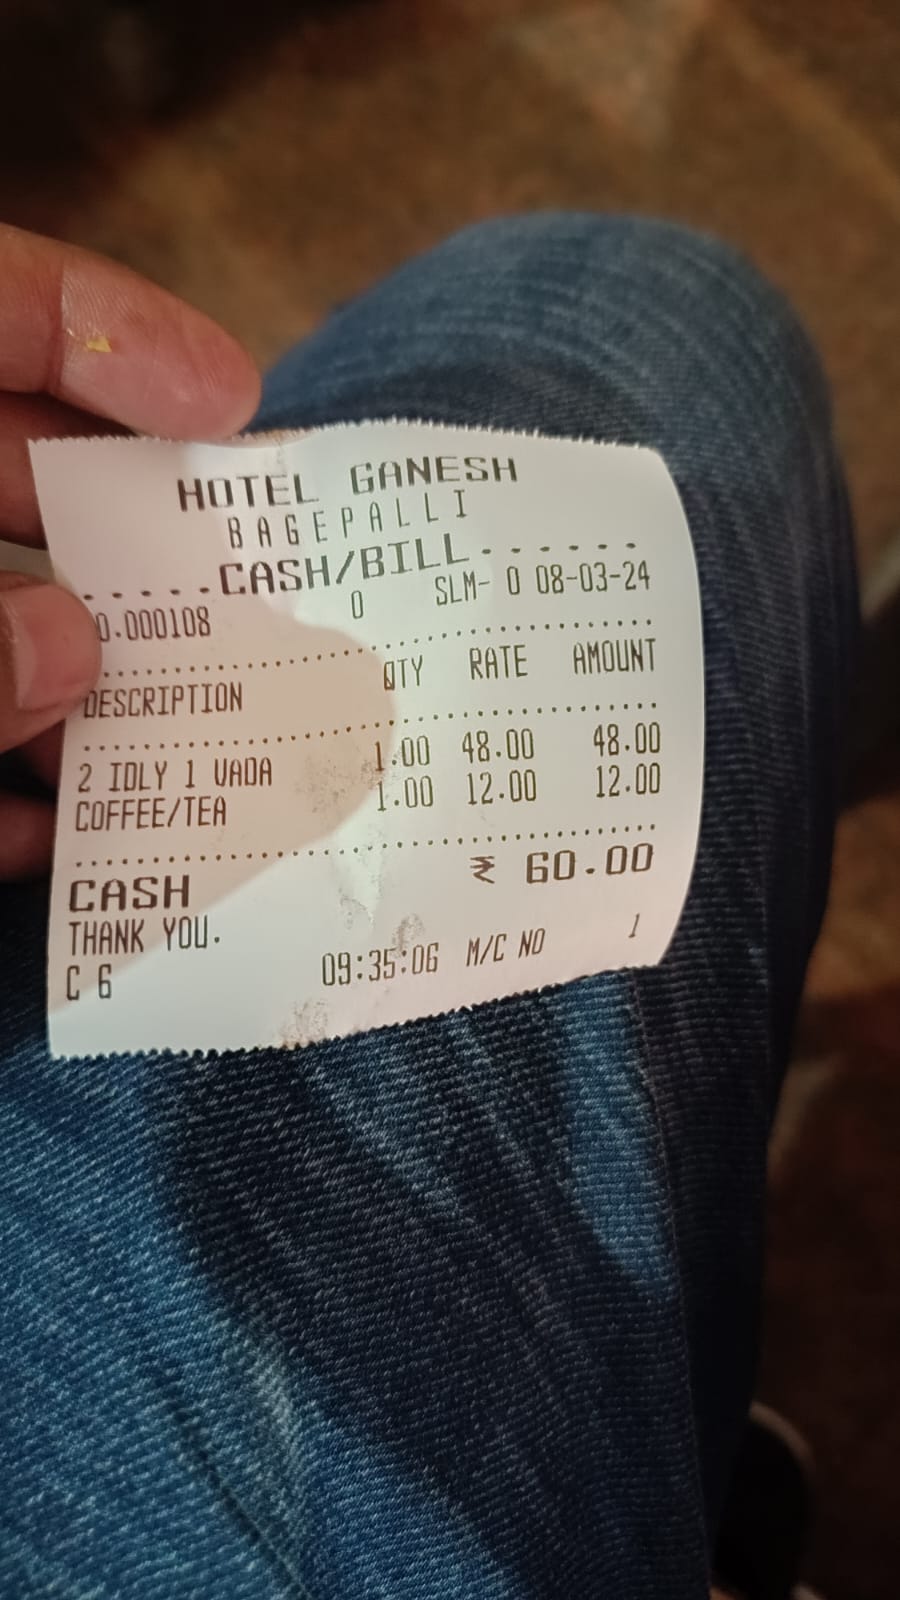 HOTEL GANESH
BAGEPALLI
.....CASH/BILL.......
0.000108 0 SLM- 0 08-03-24
DESCRIPTION QTY RATE AMOUNT
2 IDLY 1 VADA 1.00 48.00 48.00
COFFEE/TEA 1.00 12.00 12.00
CASH ₹ 60.00
THANK YOU.
C 6 09:35:06 M/C NO 1